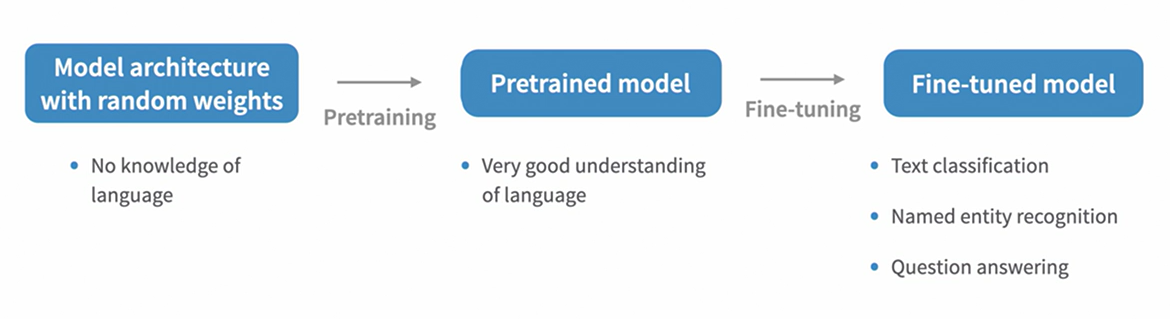 Model architecture
with random weights
Pretraining
Pretrained model
Fine-tuning
Fine-tuned model
No knowledge of
language
Very good understanding
of language
Text classification
Named entity recognition
Question answering